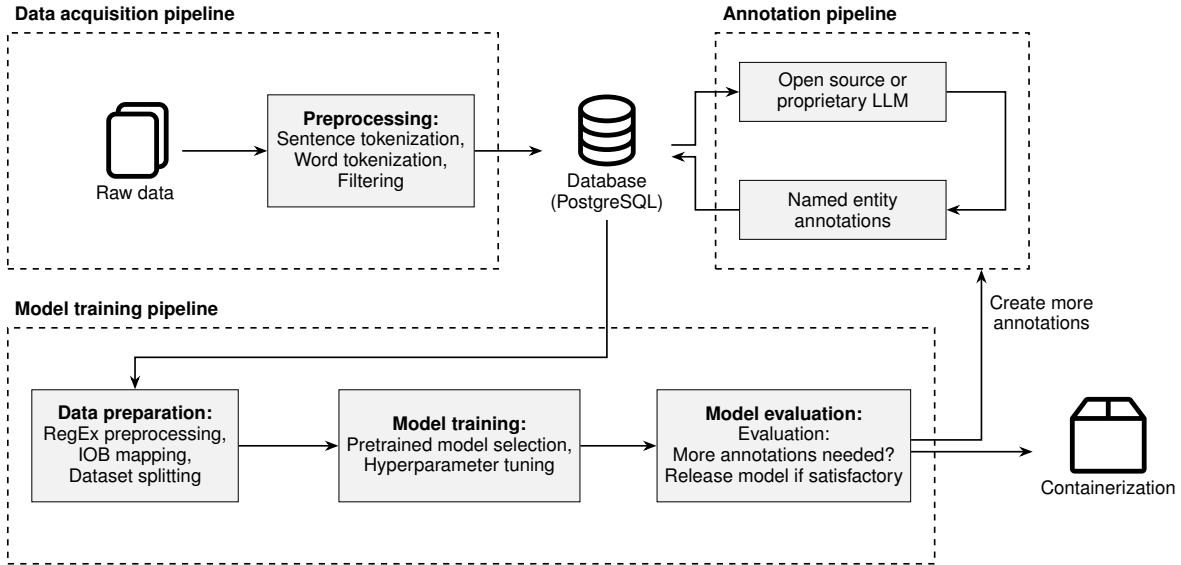 Data acquisition pipeline
Raw data
Preprocessing:
Sentence tokenization,
Word tokenization,
Filtering
Database
(PostgreSQL)
Annotation pipeline
Open source or
proprietary LLM
Named entity
annotations
Create more
annotations
Model training pipeline
Data preparation:
RegEx preprocessing,
IOB mapping,
Dataset splitting
Model training:
Pretrained model selection,
Hyperparameter tuning
Model evaluation:
Evaluation:
More annotations needed?
Release model if satisfactory
Containerization